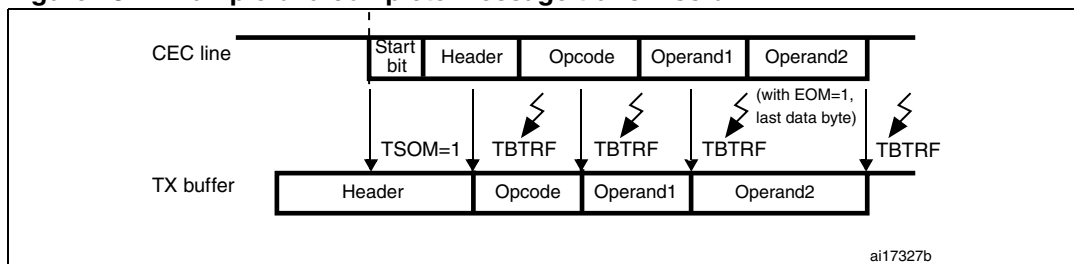 CEC line
Start
bit
Header
Opcode
Operand1
Operand2
(with EOM=1,
last data byte)
TSOM=1
TBTRF
TBTRF
TBTRF
TBTRF
TX buffer
Header
Opcode
Operand1
Operand2
ai17327b